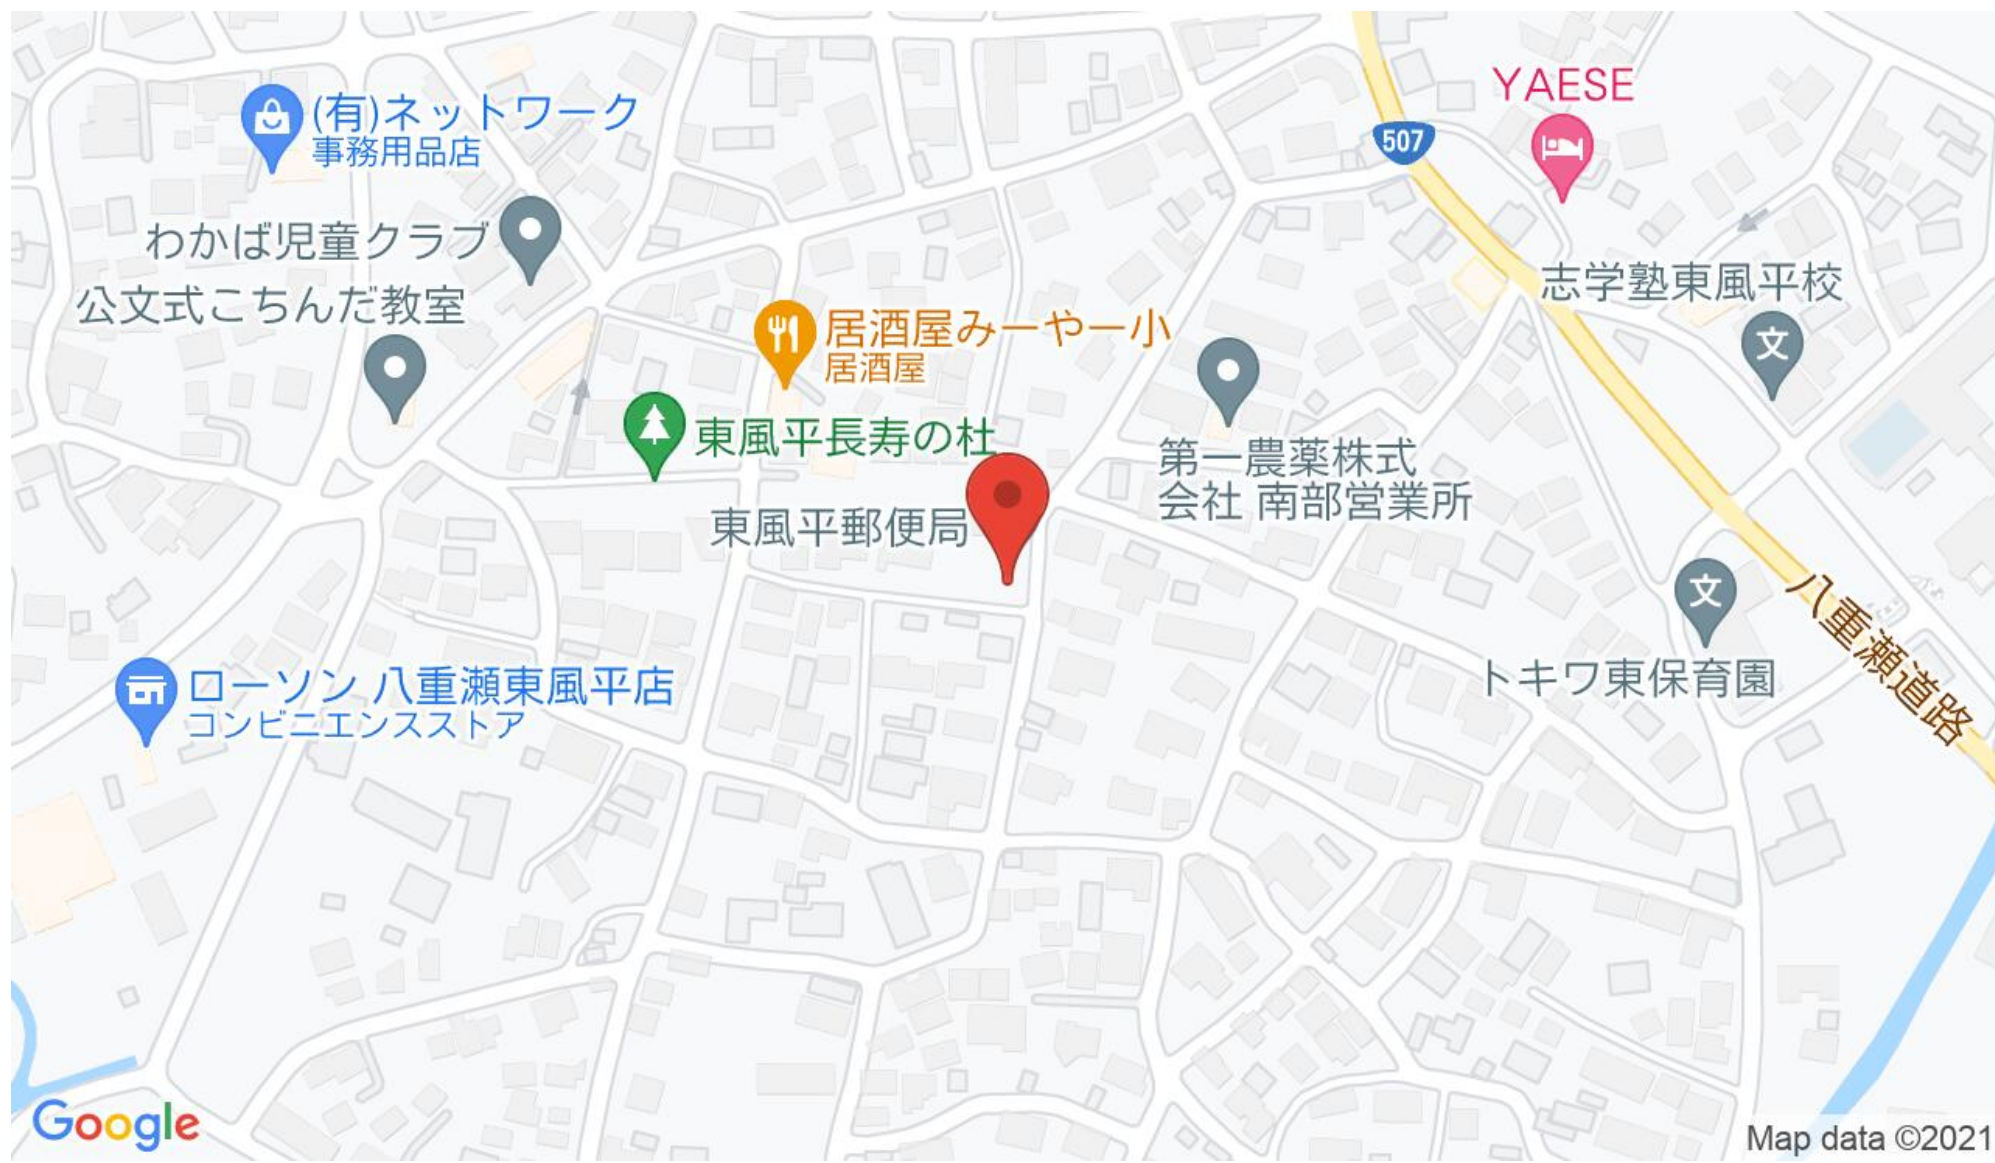 YAESE
(有)ネットワーク
事務用品店
507
わかば児童クラブ
公文式こちんだ教室
志学塾東風平校
文
居酒屋みーやー小
居酒屋
東風平長寿の杜
第一農薬株式
会社 南部営業所
東風平郵便局
文
八重瀬道路
トキワ東保育園
ローソン 八重瀬東風平店
コンビニエンスストア
Google
Map data ©2021